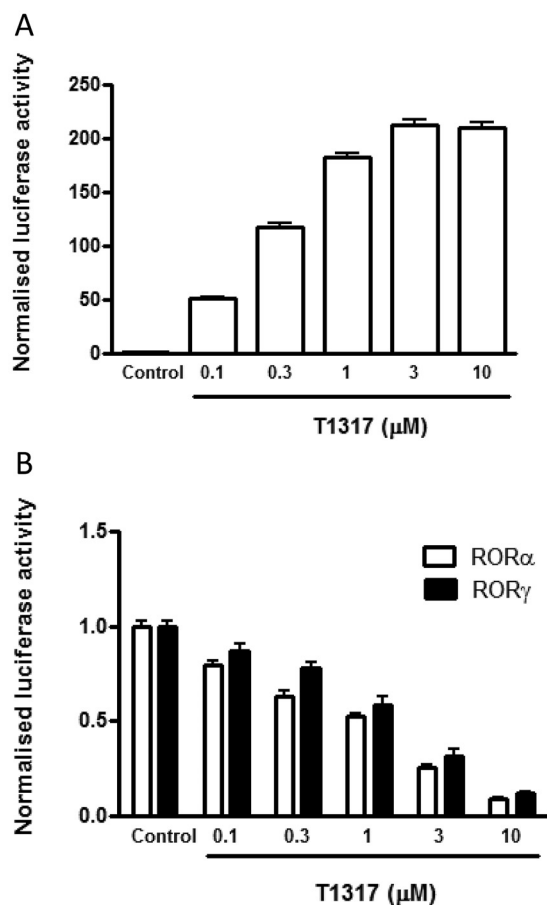 A
Normalised luciferase activity
250
200
150
100
50
0
Control 0.1 0.3 1 3 10
T1317 (μM)
B
Normalised luciferase activity
1.5
1.0
0.5
0.0
RORα
RORγ
Control 0.1 0.3 1 3 10
T1317 (μM)